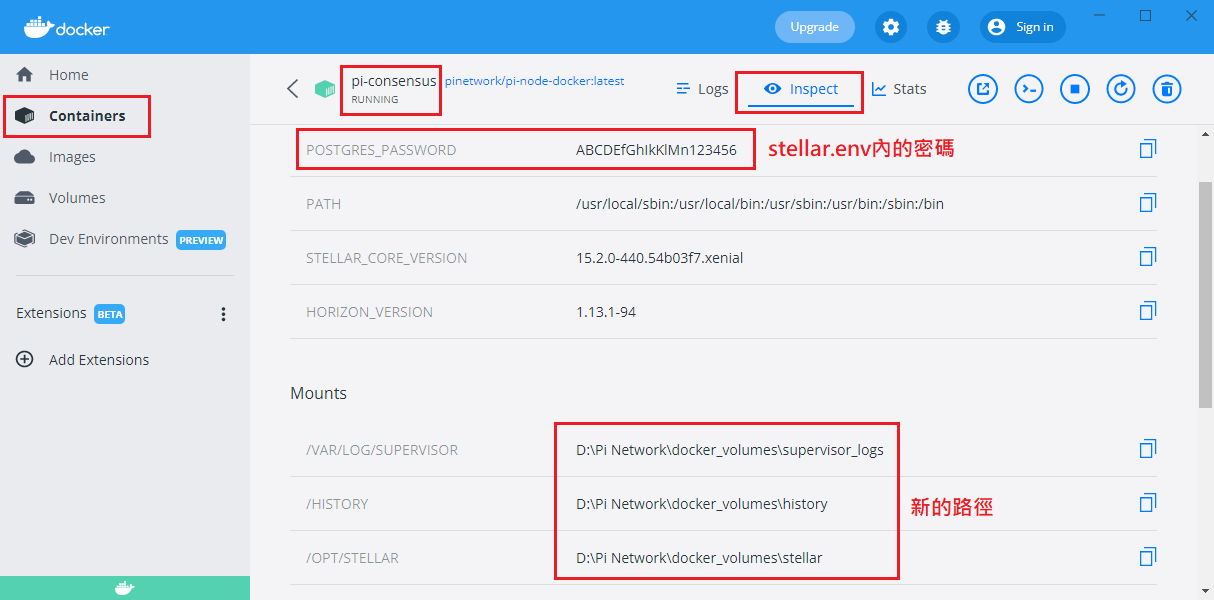 docker
Upgrade
Sign in
Home
Containers
Images
Volumes
Dev Environments PREVIEW
Extensions BETA
Add Extensions
pi-consensus pinetwork/pi-node-docker:latest
RUNNING
Logs
Inspect
Stats
POSTGRES_PASSWORD ABCDEfGhIkKlMn123456 stellar.env內的密碼
PATH /usr/local/sbin:/usr/local/bin:/usr/sbin:/usr/bin:/sbin:/bin
STELLAR_CORE_VERSION 15.2.0-440.54b03f7.xenial
HORIZON_VERSION 1.13.1-94
Mounts
/VAR/LOG/SUPERVISOR D:\Pi Network\docker_volumes\supervisor_logs
/HISTORY D:\Pi Network\docker_volumes\history 新的路徑
/OPT/STELLAR D:\Pi Network\docker_volumes\stellar